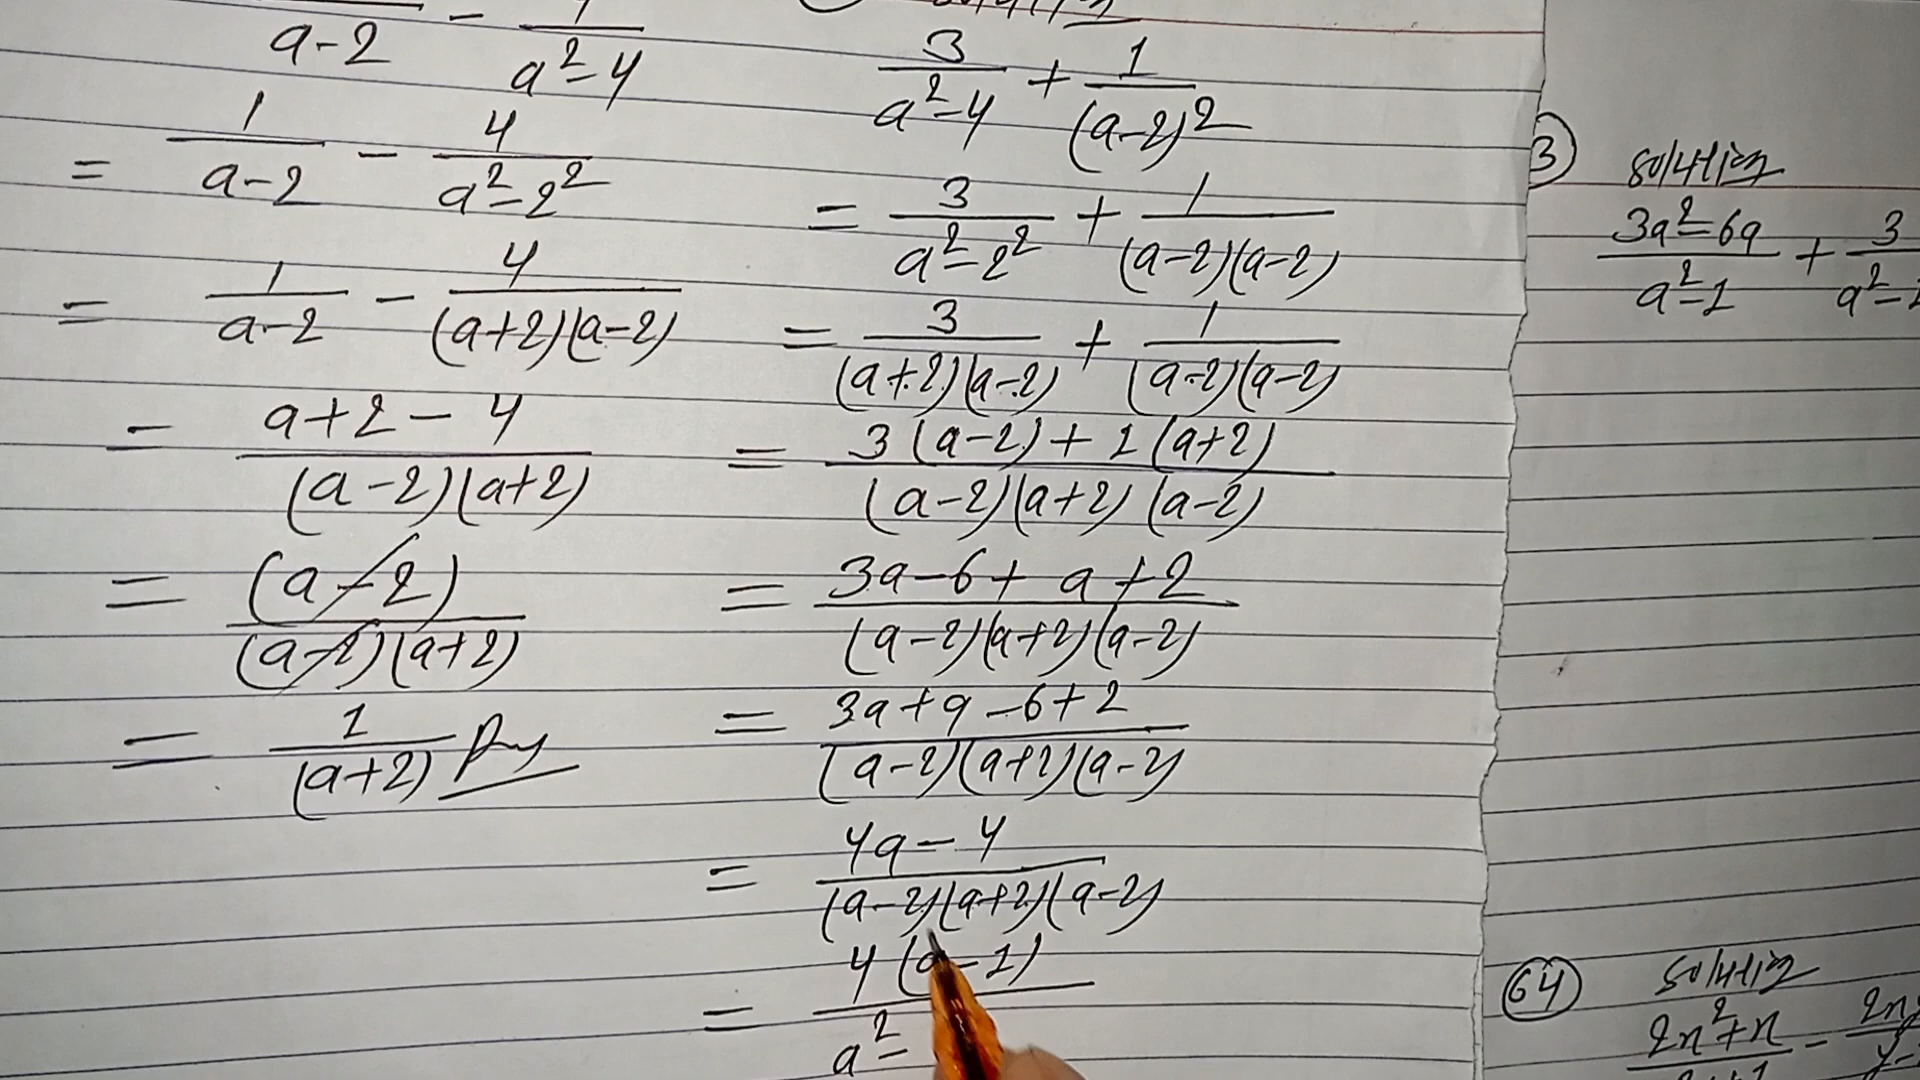 a-2 - a²-4
= 1/(a-2) - 4/(a²-2²)
= 1/(a-2) - 4/((a+2)(a-2))
= (a+2-4)/((a-2)(a+2))
= (a-2)/((a-2)(a+2))
= 1/(a+2)
3/(a²-4) + 1/(a-2)²
= 3/(a²-2²) + 1/((a-2)(a-2))
= 3/((a+2)(a-2)) + 1/((a-2)(a-2))
= (3(a-2)+1(a+2))/((a-2)(a+2)(a-2))
= (3a-6+a+2)/((a-2)(a+2)(a-2))
= (3a+a-6+2)/((a-2)(a+2)(a-2))
= (4a-4)/((a-2)(a+2)(a-2))
= 4(a-1)/a²-
3 solution
(3a²-6a)/(a²-1) + 3/(a²-
64 solution
2x²+x -